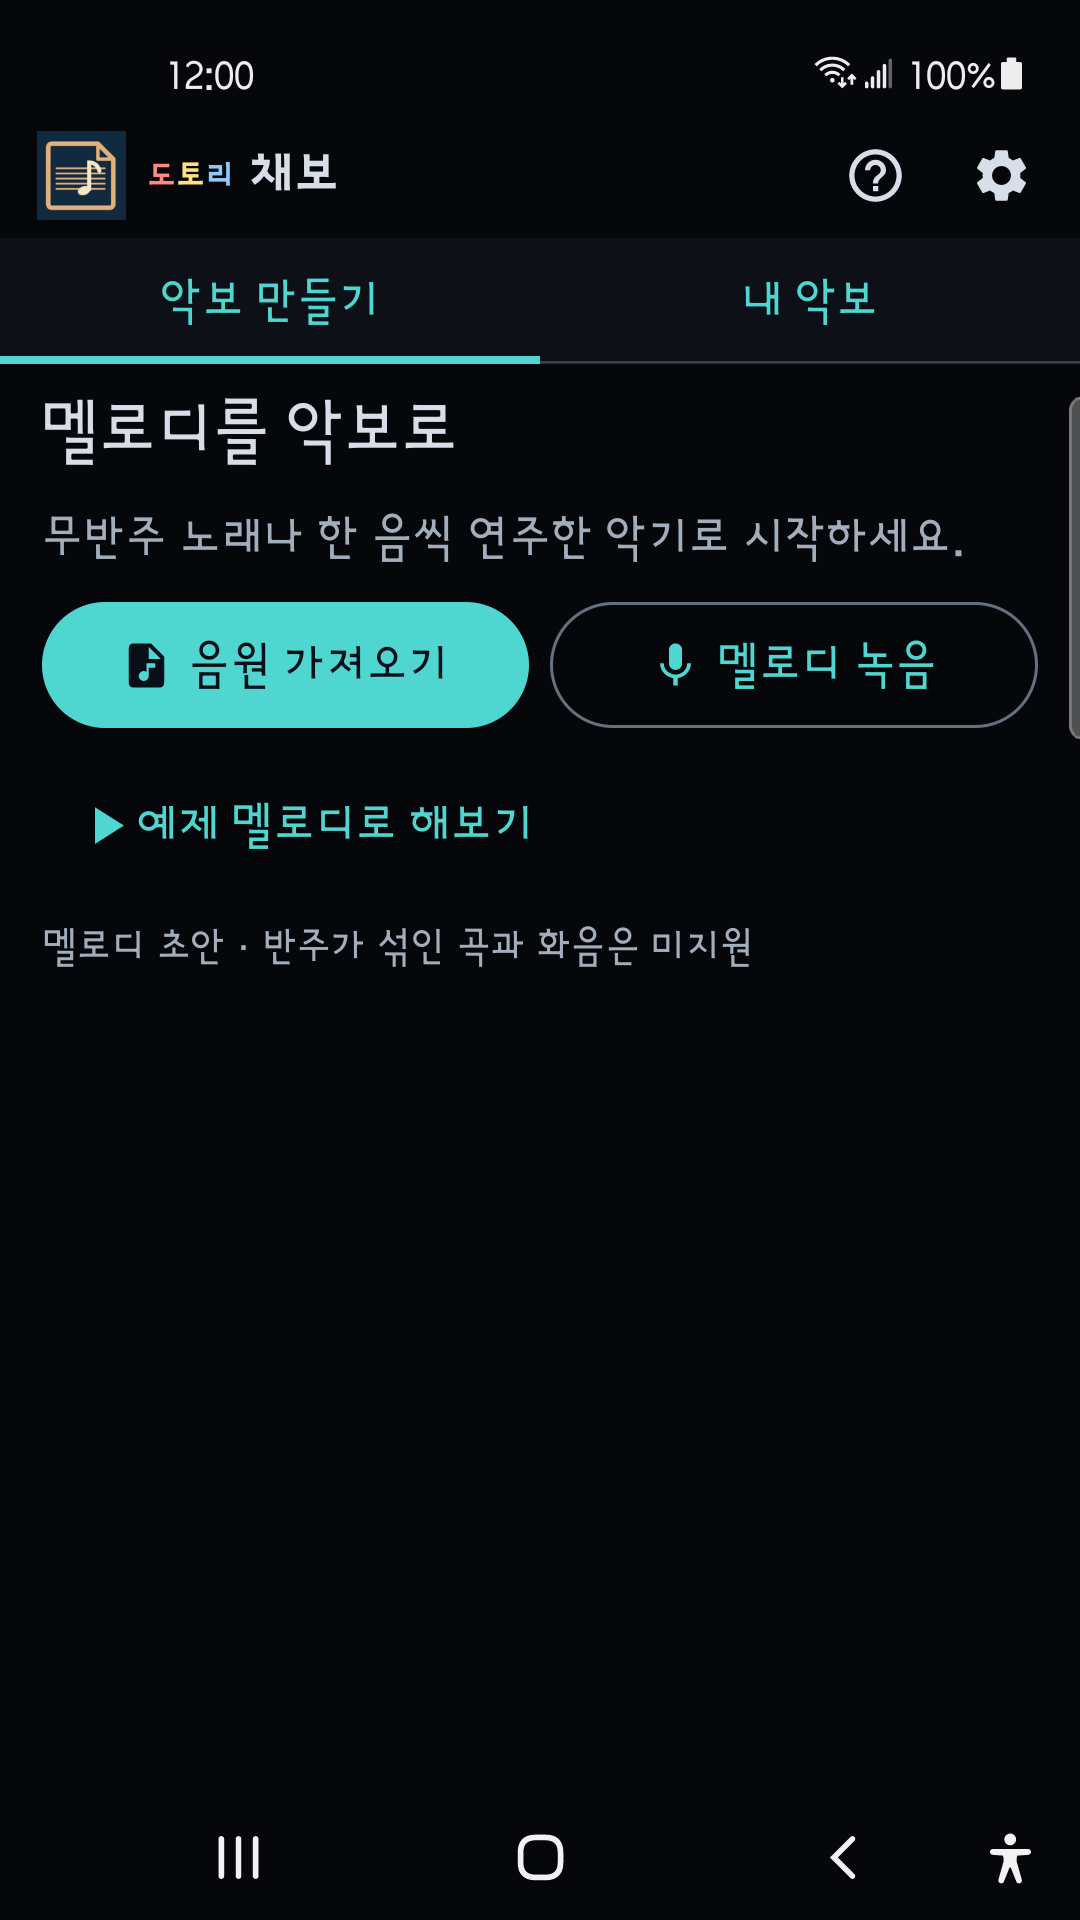 12:00
100%
도토리 채보
악보 만들기
내 악보
멜로디를 악보로
무반주 노래나 한 음씩 연주한 악기로 시작하세요.
음원 가져오기
멜로디 녹음
예제 멜로디로 해보기
멜로디 초안 · 반주가 섞인 곡과 화음은 미지원